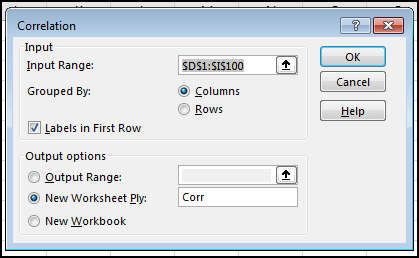 Correlation
?
Input
Input Range: $D$1:$I$100
OK
Cancel
Grouped By: Columns
Rows
Help
Labels in First Row
Output options
Output Range:
New Worksheet Ply: Corr
New Workbook